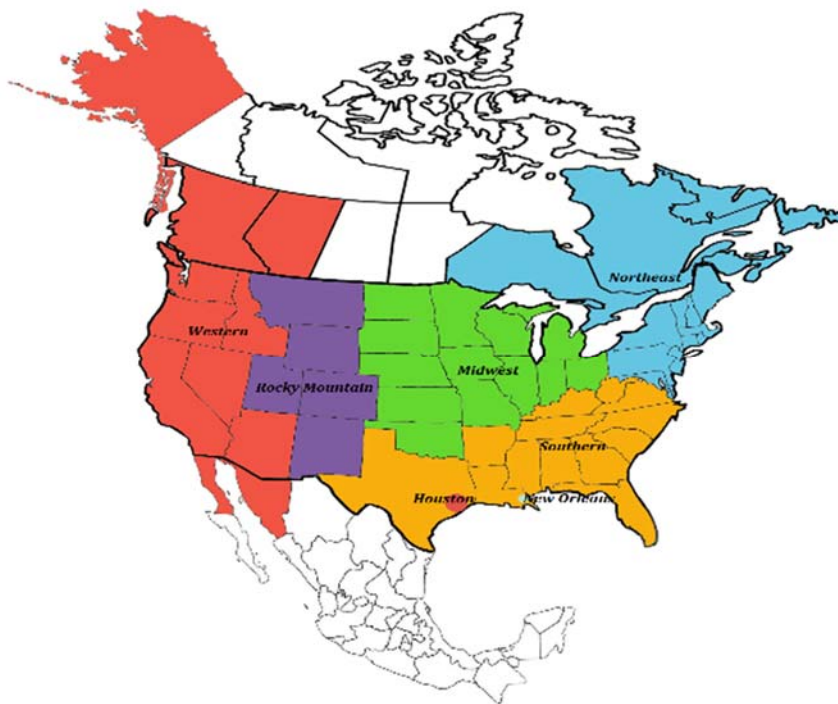 Northeast
Western
Midwest
Rocky Mountain
Southern
Houston
New Orleans